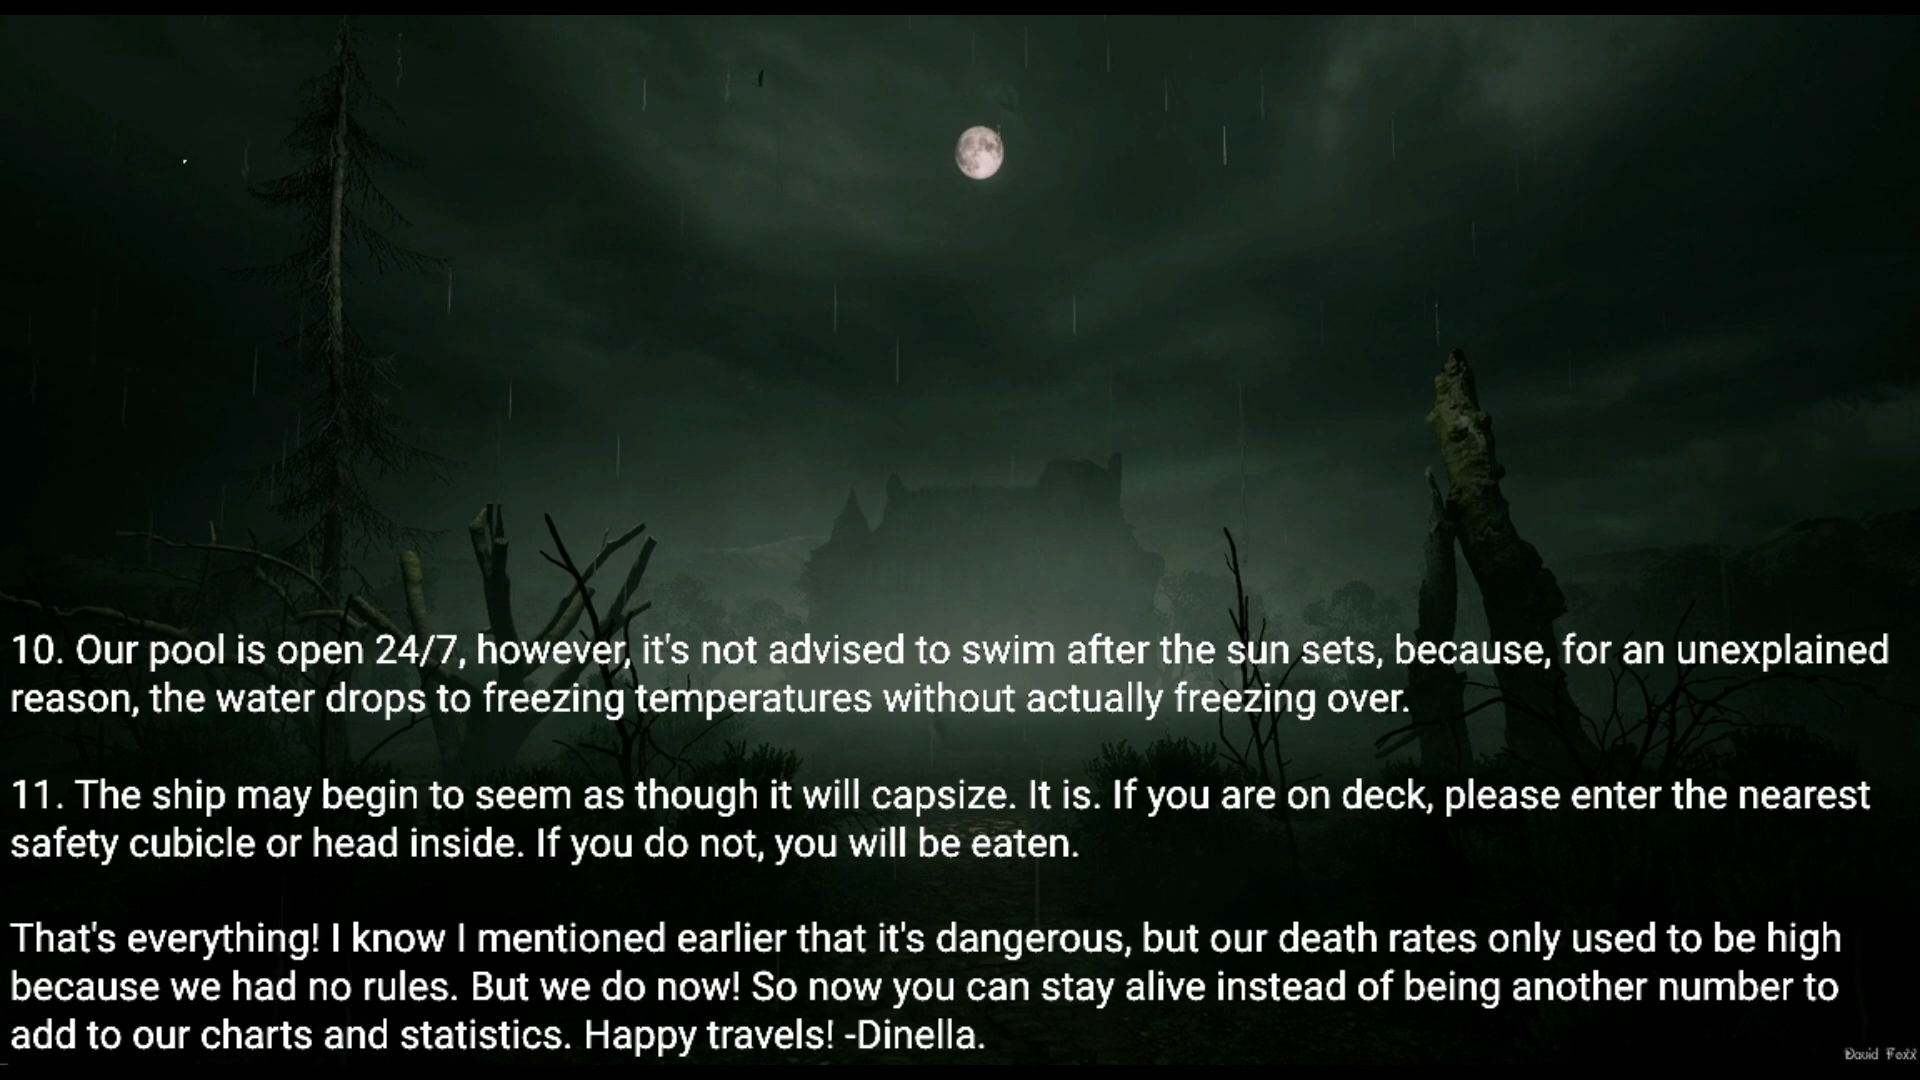 10. Our pool is open 24/7, however, it's not advised to swim after the sun sets, because, for an unexplained
reason, the water drops to freezing temperatures without actually freezing over.
11. The ship may begin to seem as though it will capsize. It is. If you are on deck, please enter the nearest
safety cubicle or head inside. If you do not, you will be eaten.
That's everything! I know I mentioned earlier that it's dangerous, but our death rates only used to be high
because we had no rules. But we do now! So now you can stay alive instead of being another number to
add to our charts and statistics. Happy travels! -Dinella.
David Foxx